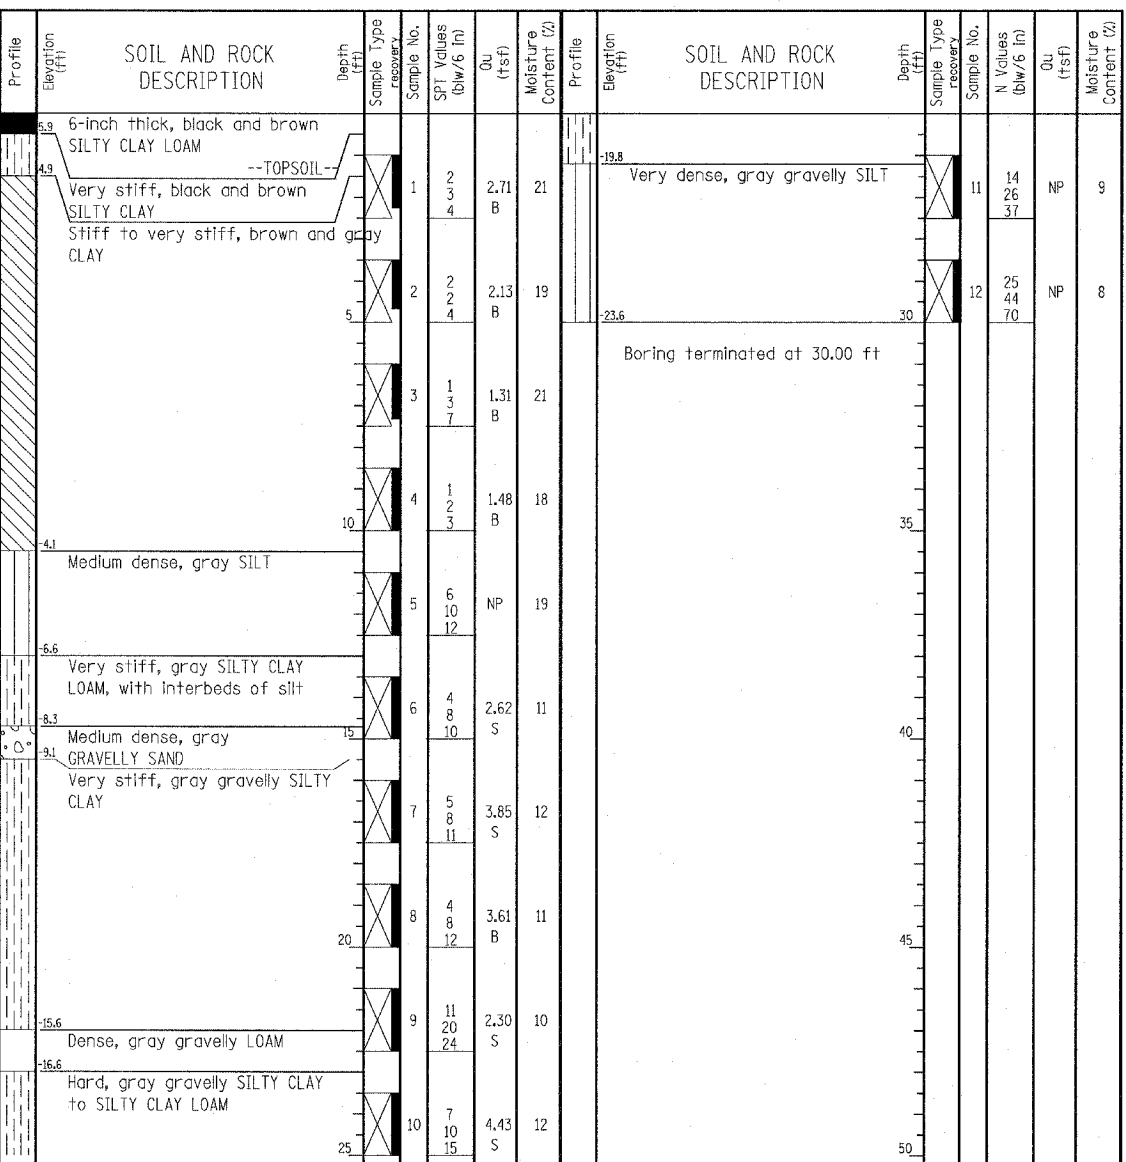 Profile
Elevation (ft)
SOIL AND ROCK
DESCRIPTION
Depth (ft)
Sample Type
recovery
Sample No.
SPT Values (blw/6 in)
Qu (tsf)
Moisture Content (%)
Profile
Elevation (ft)
SOIL AND ROCK
DESCRIPTION
Depth (ft)
Sample Type
recovery
Sample No.
N Values (blw/6 in)
Qu (tsf)
Moisture Content (%)
5.9 6-inch thick, black and brown
SILTY CLAY LOAM
--TOPSOIL--
4.9
Very stiff, black and brown
SILTY CLAY
1
2
3
4
2.71
B
21
Stiff to very stiff, brown and gray
CLAY
2
2
2
4
2.13
B
19
5
3
1
3
7
1.31
B
21
4
1
2
3
1.48
B
18
10
-4.1
Medium dense, gray SILT
5
6
10
12
NP
19
-6.6
Very stiff, gray SILTY CLAY
LOAM, with interbeds of silt
6
4
8
10
2.62
S
11
-8.3
Medium dense, gray
GRAVELLY SAND
15
-9.1
Very stiff, gray gravelly SILTY
CLAY
7
5
8
11
3.85
S
12
8
4
8
12
3.61
B
11
20
9
11
20
24
2.30
S
10
-15.6
Dense, gray gravelly LOAM
-16.6
Hard, gray gravelly SILTY CLAY
to SILTY CLAY LOAM
10
7
10
15
4.43
S
12
25
-19.8
Very dense, gray gravelly SILT
11
14
26
37
NP
9
12
25
44
70
NP
8
-23.6
30
Boring terminated at 30.00 ft
35
40
45
50